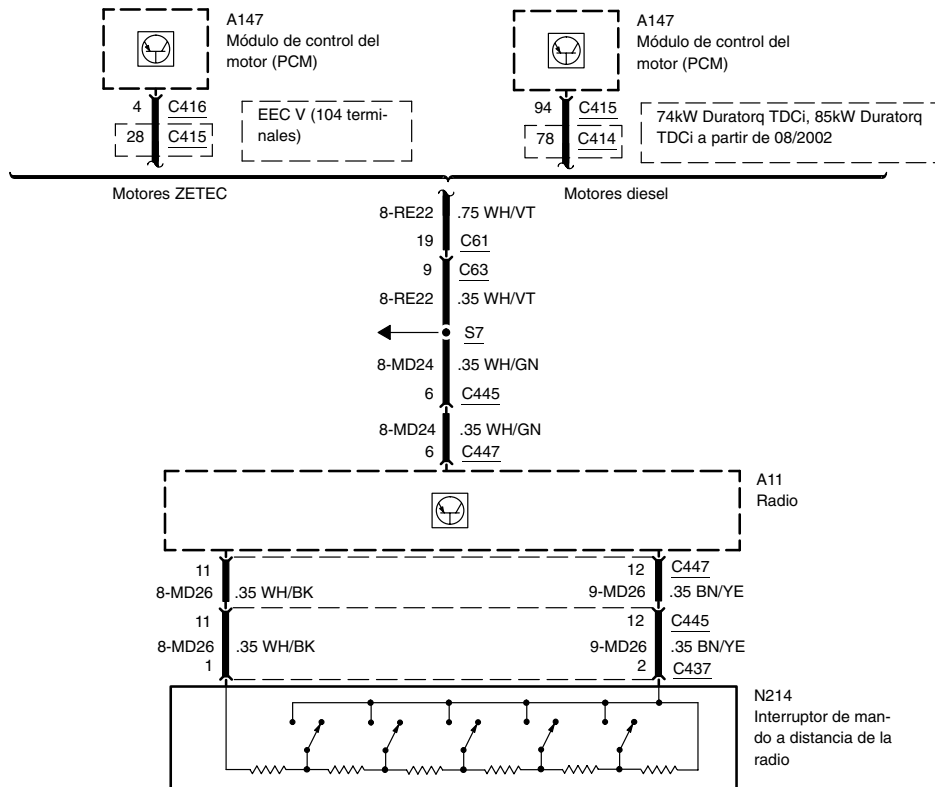 A147
Módulo de control del
motor (PCM)
A147
Módulo de control del
motor (PCM)
4 C416
28 C415
EEC V (104 termi-
nales)
94 C415
78 C414
74kW Duratorq TDCi, 85kW Duratorq
TDCi a partir de 08/2002
Motores ZETEC
Motores diesel
8-RE22 .75 WH/VT
19 C61
9 C63
8-RE22 .35 WH/VT
S7
8-MD24 .35 WH/GN
6 C445
8-MD24 .35 WH/GN
6 C447
A11
Radio
11
12 C447
8-MD26 .35 WH/BK
9-MD26 .35 BN/YE
11
12 C445
8-MD26 .35 WH/BK
9-MD26 .35 BN/YE
1
2 C437
N214
Interruptor de man-
do a distancia de la
radio